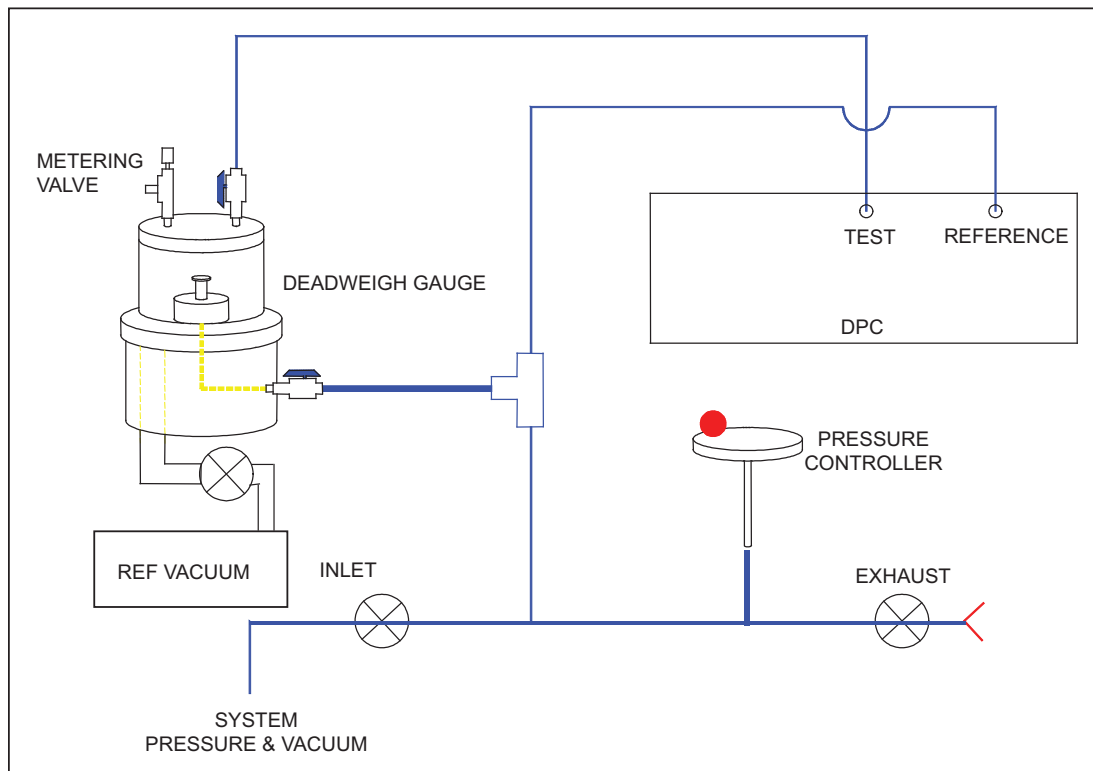 METERING
VALVE
DEADWEIGH GAUGE
TEST
REFERENCE
DPC
PRESSURE
CONTROLLER
REF VACUUM
INLET
EXHAUST
SYSTEM
PRESSURE & VACUUM